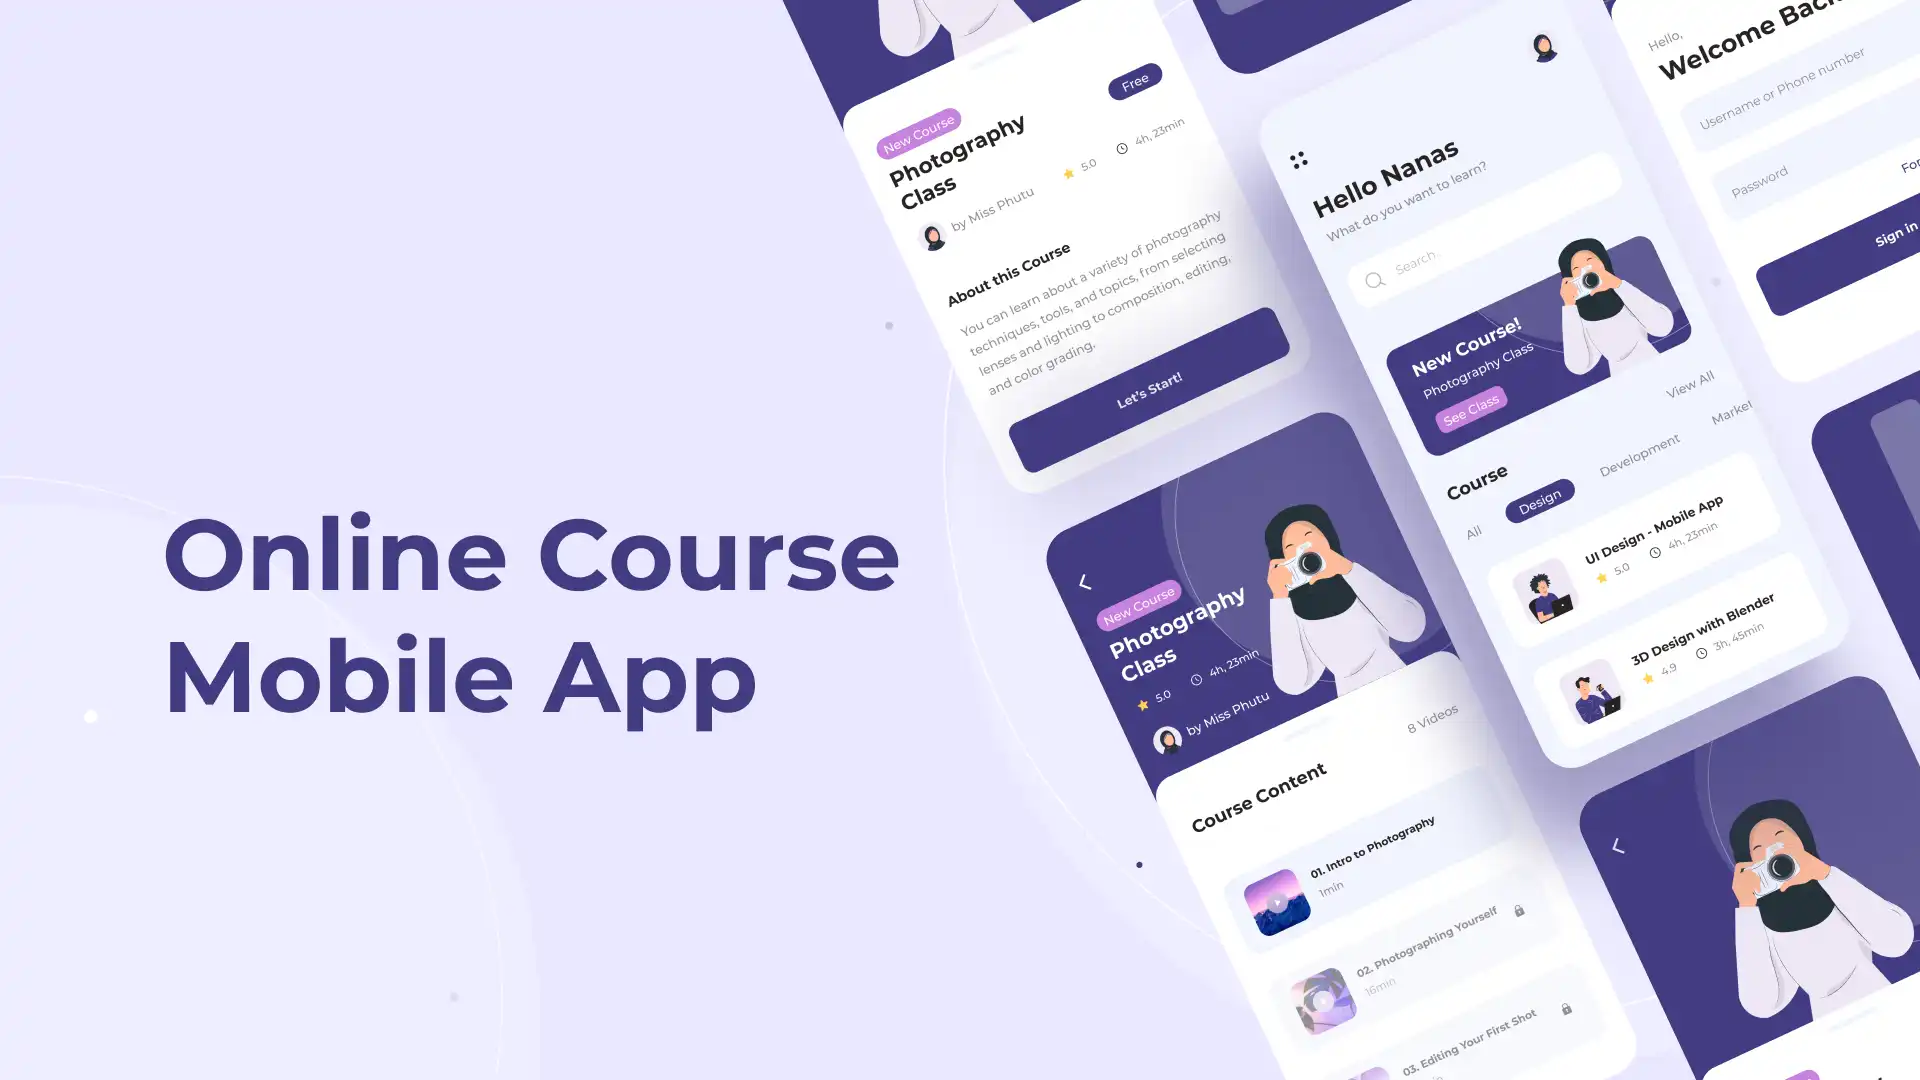 Online Course
Mobile App
New Course
Free
Photography
Class
5.0
4h, 23min
by Miss Phutu
About this Course
You can learn about a variety of photography
techniques, tools, and topics, from selecting
lenses and lighting to composition, editing,
and color grading.
Let's Start!
New Course
Photography
Class
5.0
4h, 23min
by Miss Phutu
Course Content
8 Videos
01. Intro to Photography
1min
02. Photographing Yourself
16min
03. Editing Your First Shot
Hello Nanas
What do you want to learn?
Search
New Course!
Photography Class
See Class
Course
View All
All
Design
Development
Market
UI Design - Mobile App
5.0
4h, 23min
3D Design with Blender
4.9
3h, 45min
Hello,
Welcome Back
Username or Phone number
Password
For
Sign in